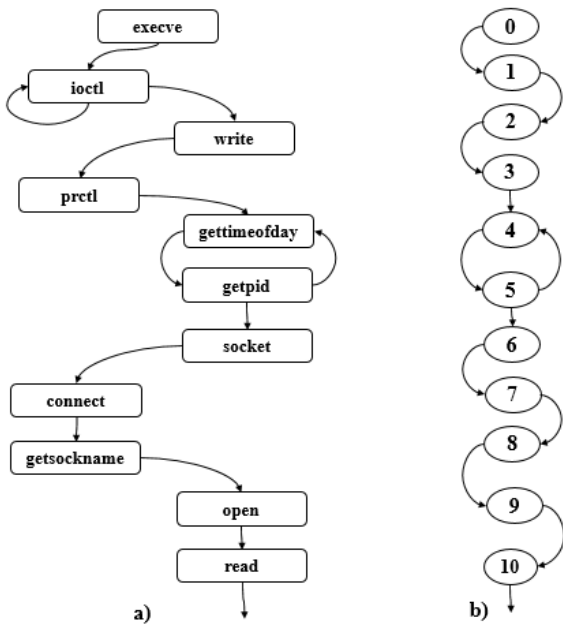 execve
ioctl
write
prctl
gettimeofday
getpid
socket
connect
getsockname
open
read
a)
0
1
2
3
4
5
6
7
8
9
10
b)